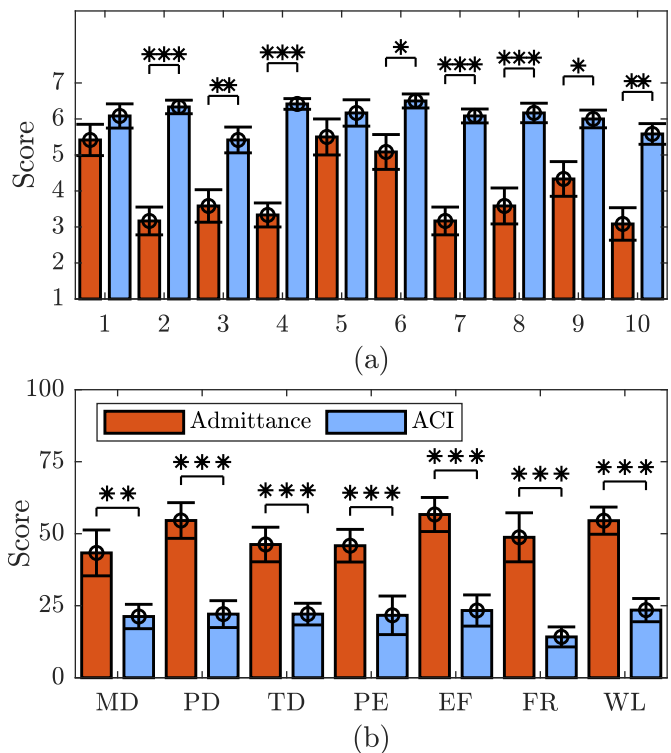 *** *** * *** *** *
** **
7
6
5
4
3
2
1
Score
1 2 3 4 5 6 7 8 9 10
(a)
100
75
50
25
0
Score
Admittance ACI
** *** *** *** *** *** ***
MD PD TD PE EF FR WL
(b)